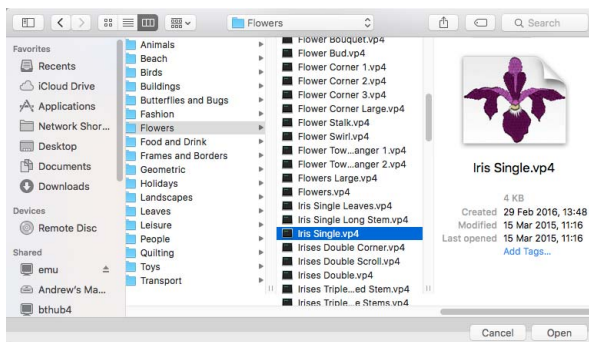 Flowers
Search
Favorites
Recents
iCloud Drive
Applications
Network Shor...
Desktop
Documents
Downloads
Devices
Remote Disc
Shared
emu
Andrew's Ma...
bthub4
Animals
Beach
Birds
Buildings
Butterflies and Bugs
Fashion
Flowers
Food and Drink
Frames and Borders
Geometric
Holidays
Landscapes
Leaves
Leisure
People
Quilting
Toys
Transport
Flower Bouquet.vp4
Flower Bud.vp4
Flower Corner 1.vp4
Flower Corner 2.vp4
Flower Corner 3.vp4
Flower Corner Large.vp4
Flower Stalk.vp4
Flower Swirl.vp4
Flower Tow...anger 1.vp4
Flower Tow...anger 2.vp4
Flowers Large.vp4
Flowers.vp4
Iris Single Leaves.vp4
Iris Single Long Stem.vp4
Iris Single.vp4
Irises Double Corner.vp4
Irises Double Scroll.vp4
Irises Double.vp4
Irises Triple...ed Stem.vp4
Irises Triple...e Stems.vp4
Iris Single.vp4
4 KB
Created 29 Feb 2016, 13:48
Modified 15 Mar 2015, 11:16
Last opened 15 Mar 2015, 11:16
Add Tags...
Cancel
Open